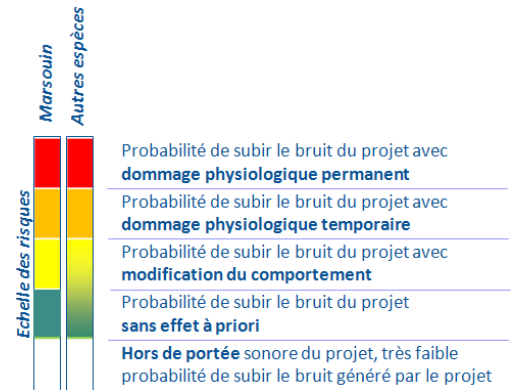 Marsouin
Autres espèces
Echelle des risques
Probabilité de subir le bruit du projet avec
dommage physiologique permanent
Probabilité de subir le bruit du projet avec
dommage physiologique temporaire
Probabilité de subir le bruit du projet avec
modification du comportement
Probabilité de subir le bruit du projet
sans effet à priori
Hors de portée sonore du projet, très faible
probabilité de subir le bruit généré par le projet